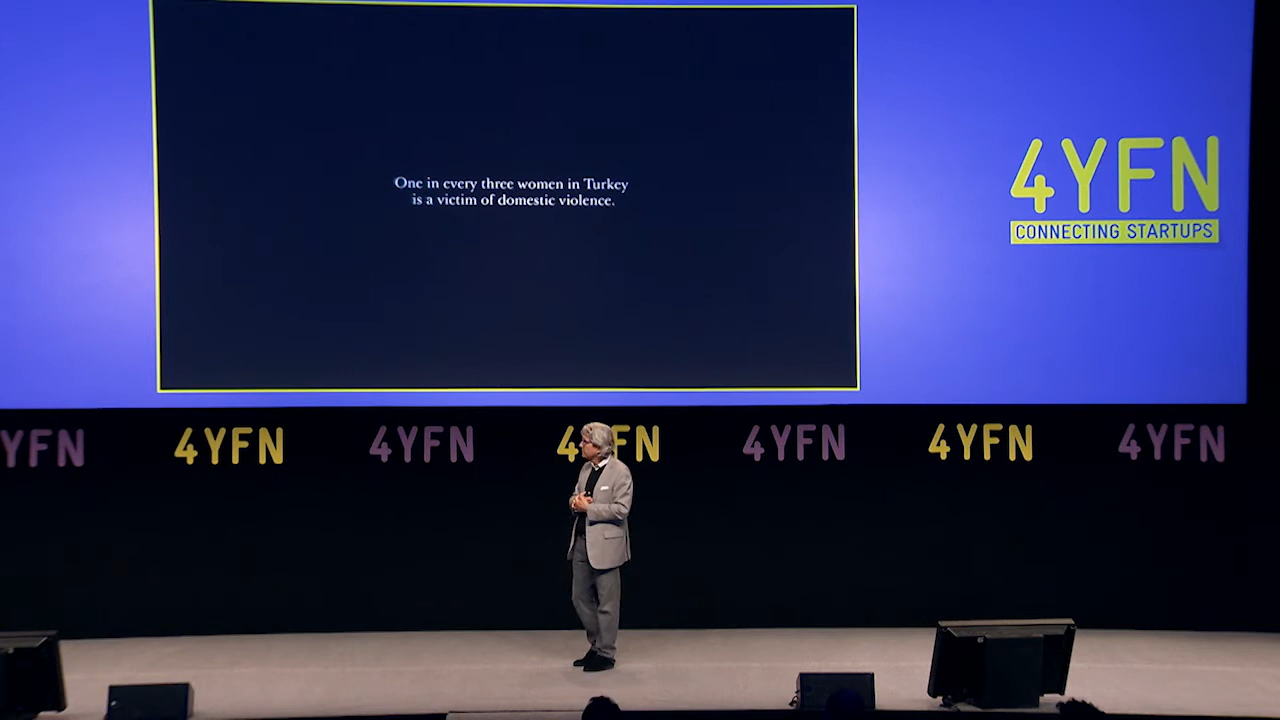 One in every three women in Turkey
is a victim of domestic violence.
4YFN
CONNECTING STARTUPS
YFN
4YFN
4YFN
4YFN
4YFN
4YFN
4YFN